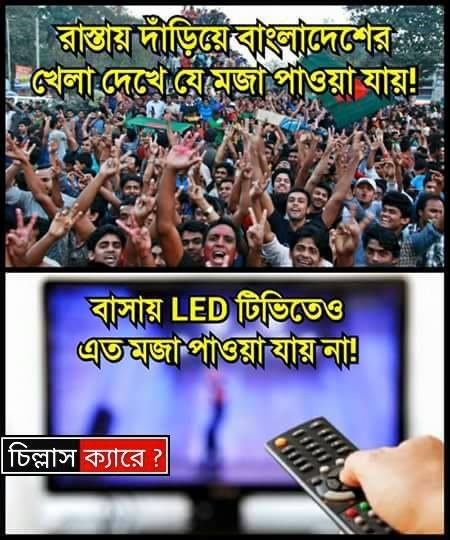 রাস্তায় দাঁড়িয়ে বাংলাদেশের
খেলা দেখে যে মজা পাওয়া যায়!
বাসায় LED টিভিতেও
এত মজা পাওয়া যায় না!
চিল্লাস ক্যারে ?